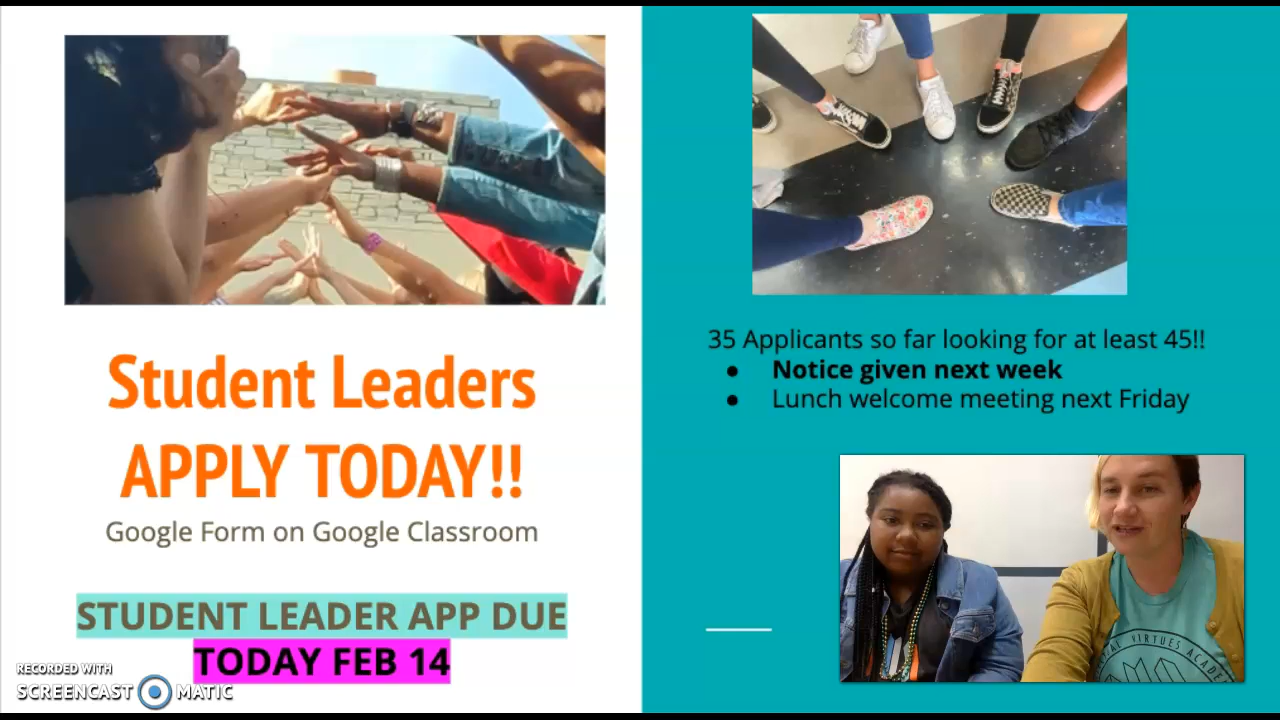 Student Leaders
APPLY TODAY!!
Google Form on Google Classroom
STUDENT LEADER APP DUE
TODAY FEB 14
35 Applicants so far looking for at least 45!!
● Notice given next week
● Lunch welcome meeting next Friday
VIRTUES ACADE
RECORDED WITH
SCREENCAST MATIC